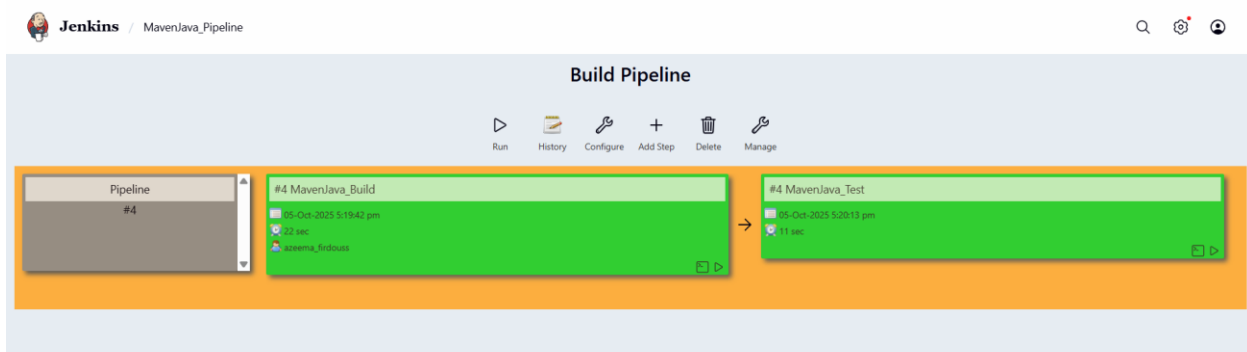 Jenkins / MavenJava_Pipeline
Build Pipeline
Run History Configure Add Step Delete Manage
Pipeline
#4
#4 MavenJava_Build
05-Oct-2025 5:19:42 pm
22 sec
azeema_firdouss
#4 MavenJava_Test
05-Oct-2025 5:20:13 pm
11 sec